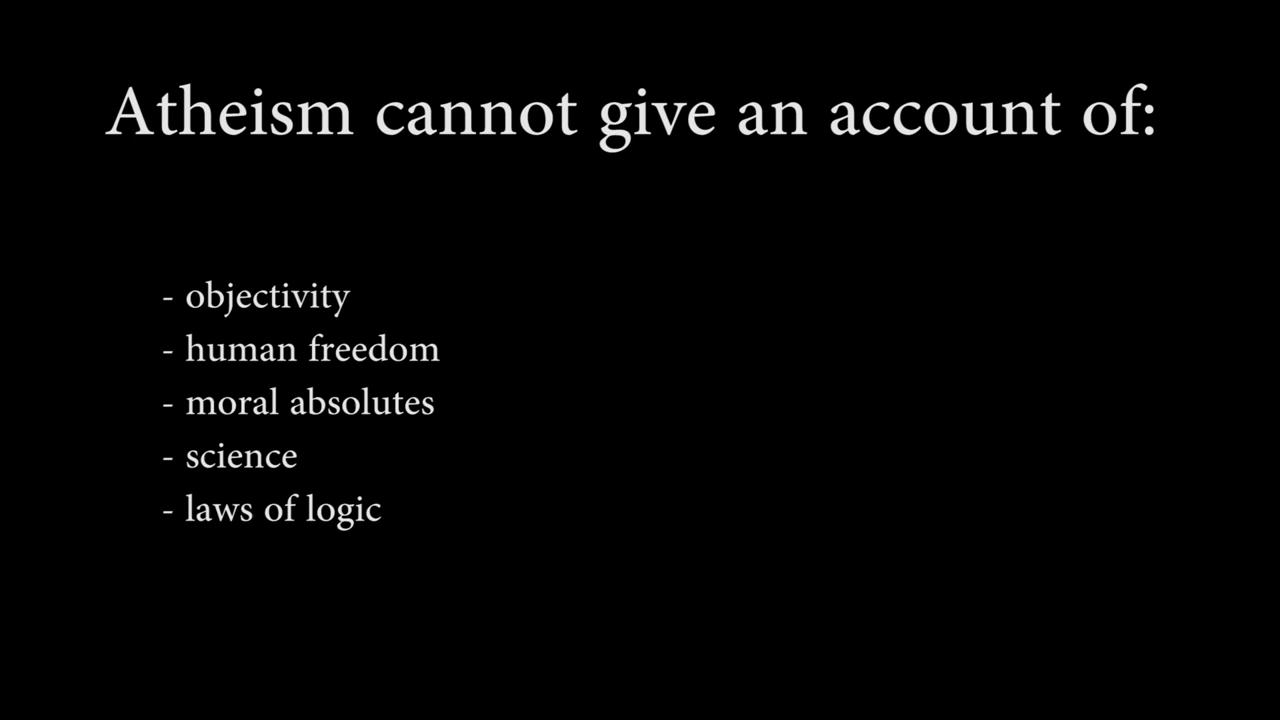 Atheism cannot give an account of:
- objectivity
- human freedom
- moral absolutes
- science
- laws of logic